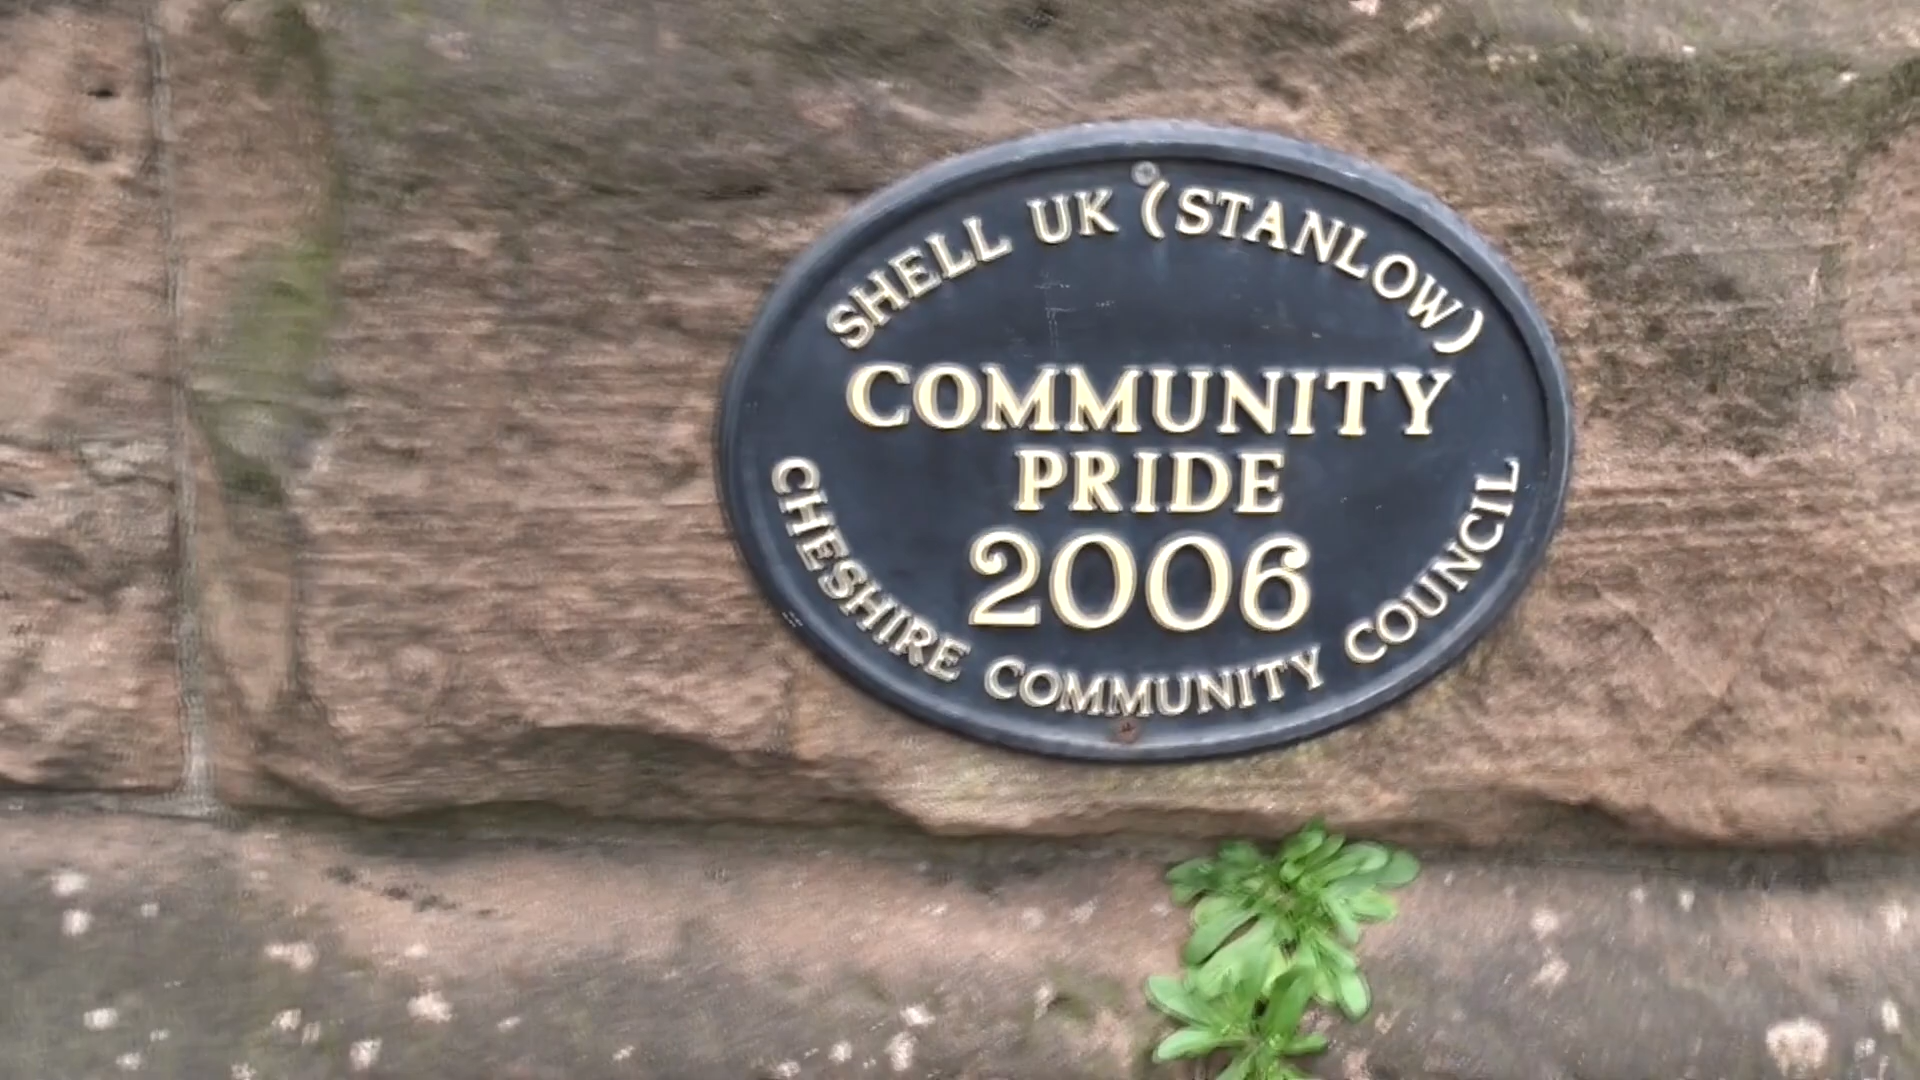 SHELL UK (STANLOW)
COMMUNITY
PRIDE
2006
CHESHIRE COMMUNITY COUNCIL